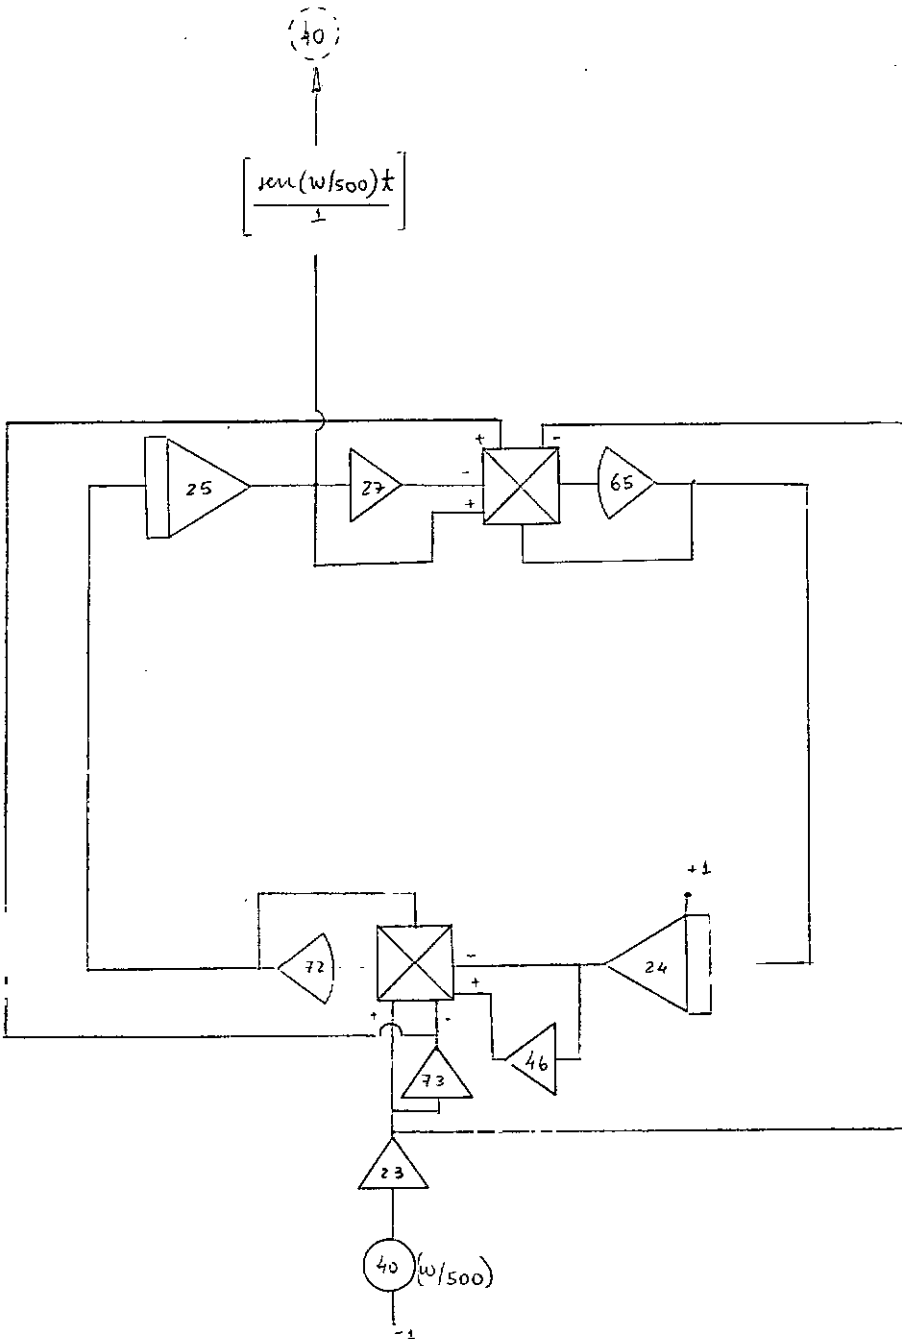 40
sen(w/500)t
1
+ -
25 27 - 65
+
+1
72 - 24
+
+ - 46
73
23
40 (w/500)
-1